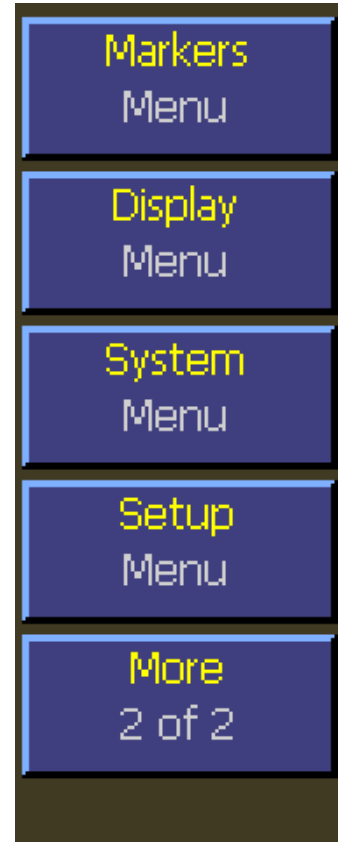 Markers
Menu
Display
Menu
System
Menu
Setup
Menu
More
2 of 2